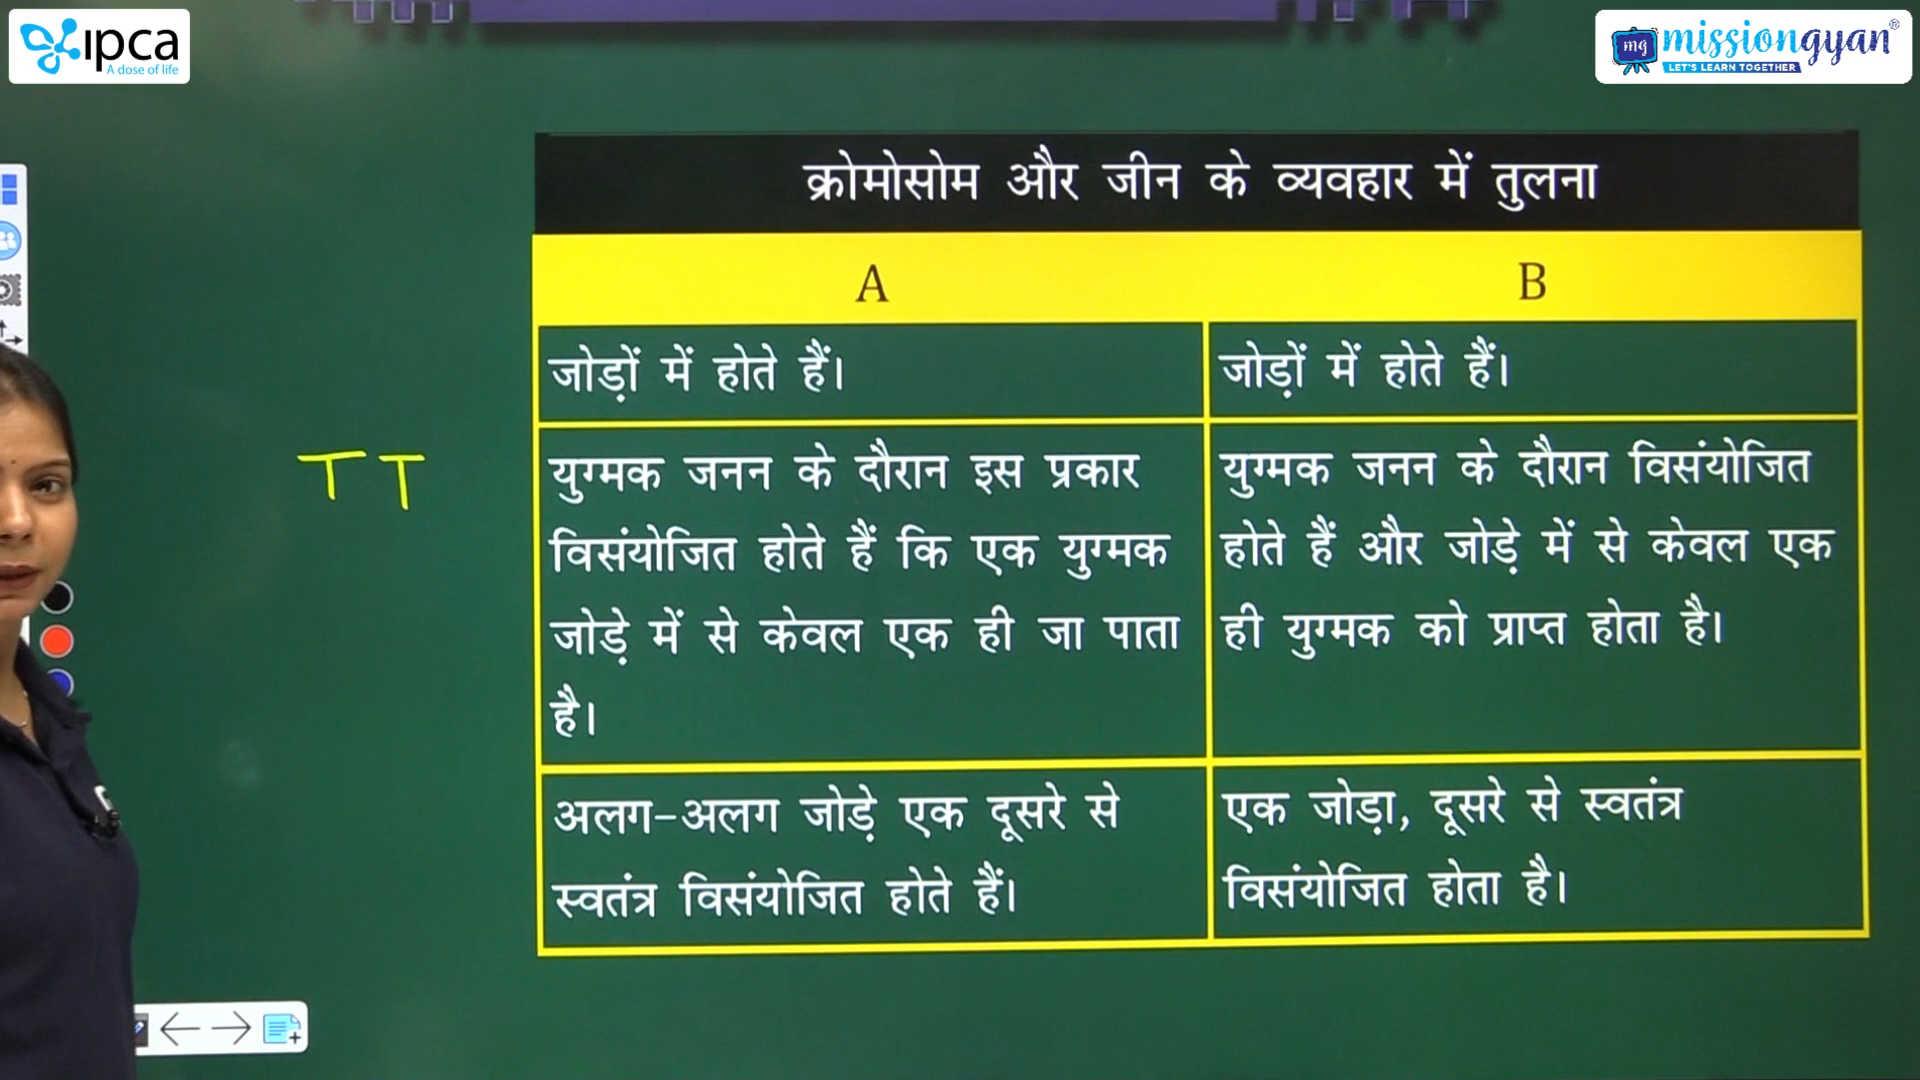 ipca
A dose of life
mg missiongyan®
LET'S LEARN TOGETHER
क्रोमोसोम और जीन के व्यवहार में तुलना
A
B
जोड़ों में होते हैं।
जोड़ों में होते हैं।
युग्मक जनन के दौरान इस प्रकार
विसंयोजित होते हैं कि एक युग्मक
जोड़े में से केवल एक ही जा पाता
है।
युग्मक जनन के दौरान विसंयोजित
होते हैं और जोड़े में से केवल एक
ही युग्मक को प्राप्त होता है।
अलग-अलग जोड़े एक दूसरे से
स्वतंत्र विसंयोजित होते हैं।
एक जोड़ा, दूसरे से स्वतंत्र
विसंयोजित होता है।
T T